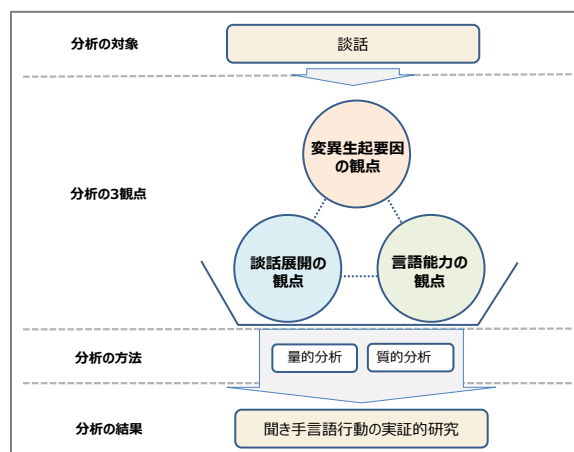 分析の対象
談話
変異生起要因
の観点
分析の3観点
談話展開の
観点
言語能力の
観点
分析の方法
量的分析
質的分析
分析の結果
聞き手言語行動の実証的研究